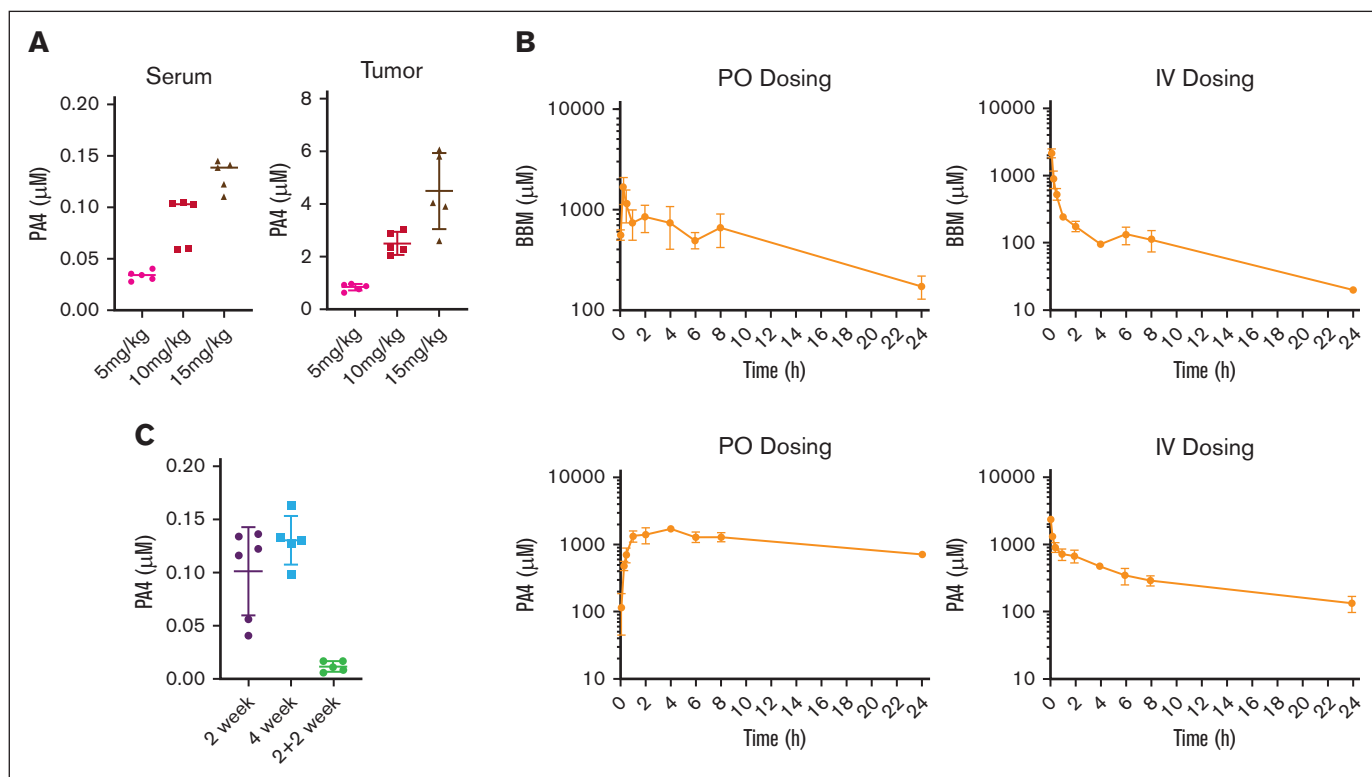 A
Serum
PA4 (µM)
0.20
0.15
0.10
0.05
0.00
5mg/kg
10mg/kg
15mg/kg
Tumor
PA4 (µM)
8
6
4
2
0
5mg/kg
10mg/kg
15mg/kg
B
PO Dosing
BBM (µM)
10000
1000
100
0
2
4
6
8
10
12
14
16
18
20
22
24
Time (h)
IV Dosing
BBM (µM)
10000
1000
100
10
0
2
4
6
8
10
12
14
16
18
20
22
24
Time (h)
C
PA4 (µM)
0.20
0.15
0.10
0.05
0.00
2 week
4 week
2+2 week
PO Dosing
PA4 (µM)
10000
1000
100
10
0
2
4
6
8
10
12
14
16
18
20
22
24
Time (h)
IV Dosing
PA4 (µM)
10000
1000
100
10
0
2
4
6
8
10
12
14
16
18
20
22
24
Time (h)